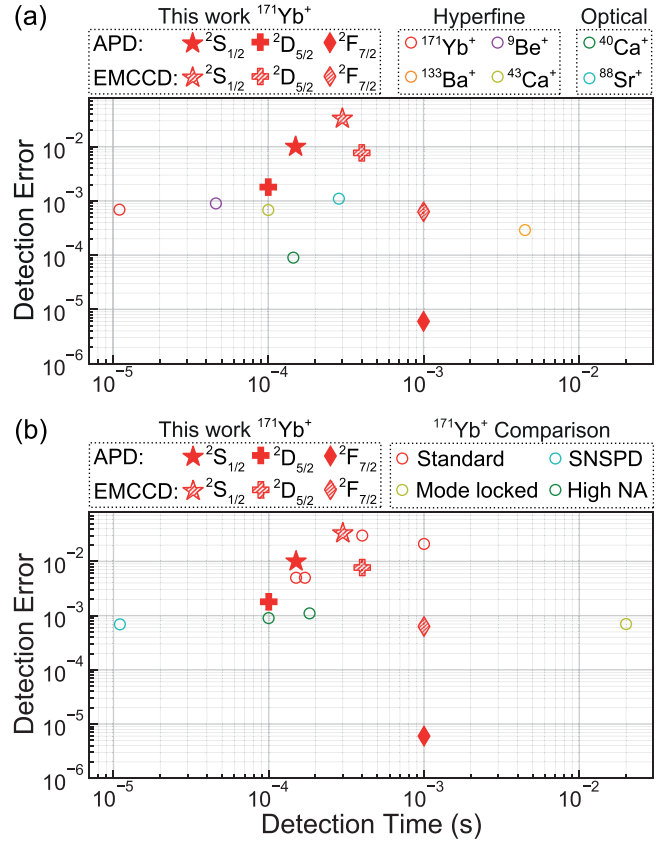 (a) This work ¹⁷¹Yb⁺ Hyperfine Optical
APD: ²S₁/₂ ²D₅/₂ ²F₇/₂ ¹⁷¹Yb⁺ ⁹Be⁺ ⁴⁰Ca⁺
EMCCD: ²S₁/₂ ²D₅/₂ ²F₇/₂ ¹³³Ba⁺ ⁴³Ca⁺ ⁸⁸Sr⁺
10⁻²
10⁻³
10⁻⁴
10⁻⁵
10⁻⁶
Detection Error
10⁻⁵ 10⁻⁴ 10⁻³ 10⁻²
(b) This work ¹⁷¹Yb⁺ ¹⁷¹Yb⁺ Comparison
APD: ²S₁/₂ ²D₅/₂ ²F₇/₂ Standard SNSPD
EMCCD: ²S₁/₂ ²D₅/₂ ²F₇/₂ Mode locked High NA
10⁻²
10⁻³
10⁻⁴
10⁻⁵
10⁻⁶
Detection Error
10⁻⁵ 10⁻⁴ 10⁻³ 10⁻²
Detection Time (s)